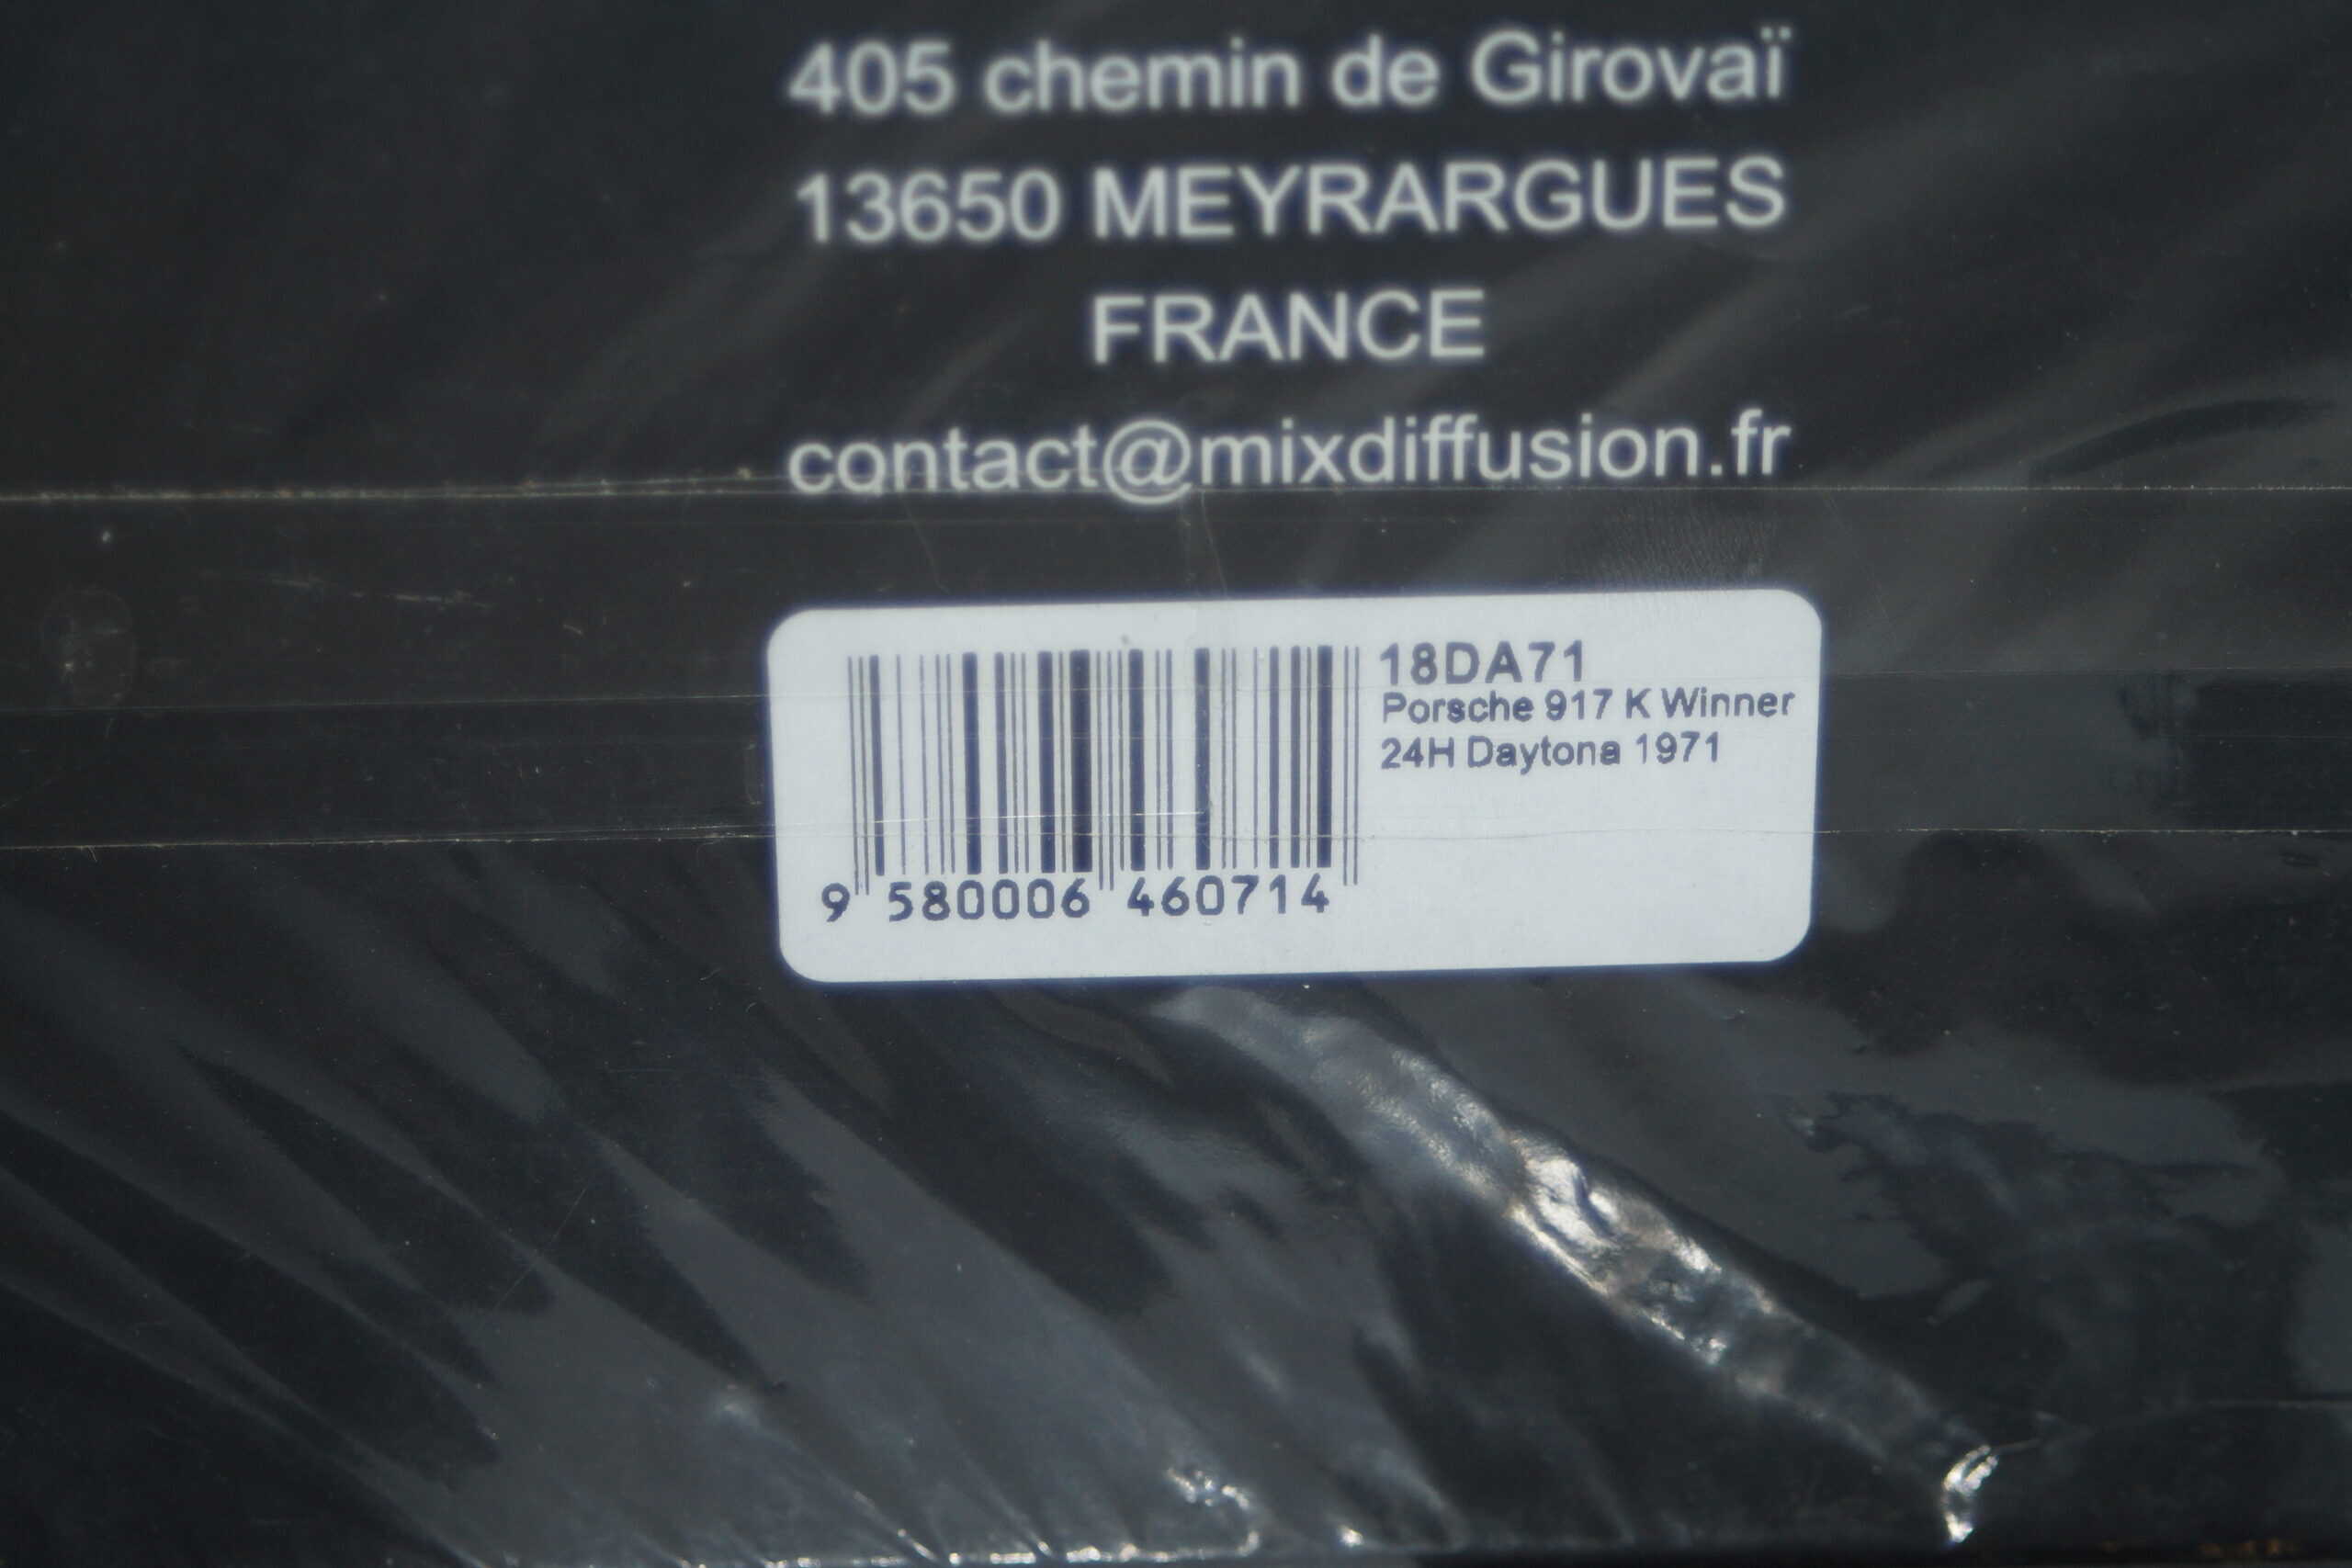 405 chemin de Girovaï
13650 MEYRARGUES
FRANCE
contact@mixdiffusion.fr
18DA71
Porsche 917 K Winner
24H Daytona 1971
9 580006 460714